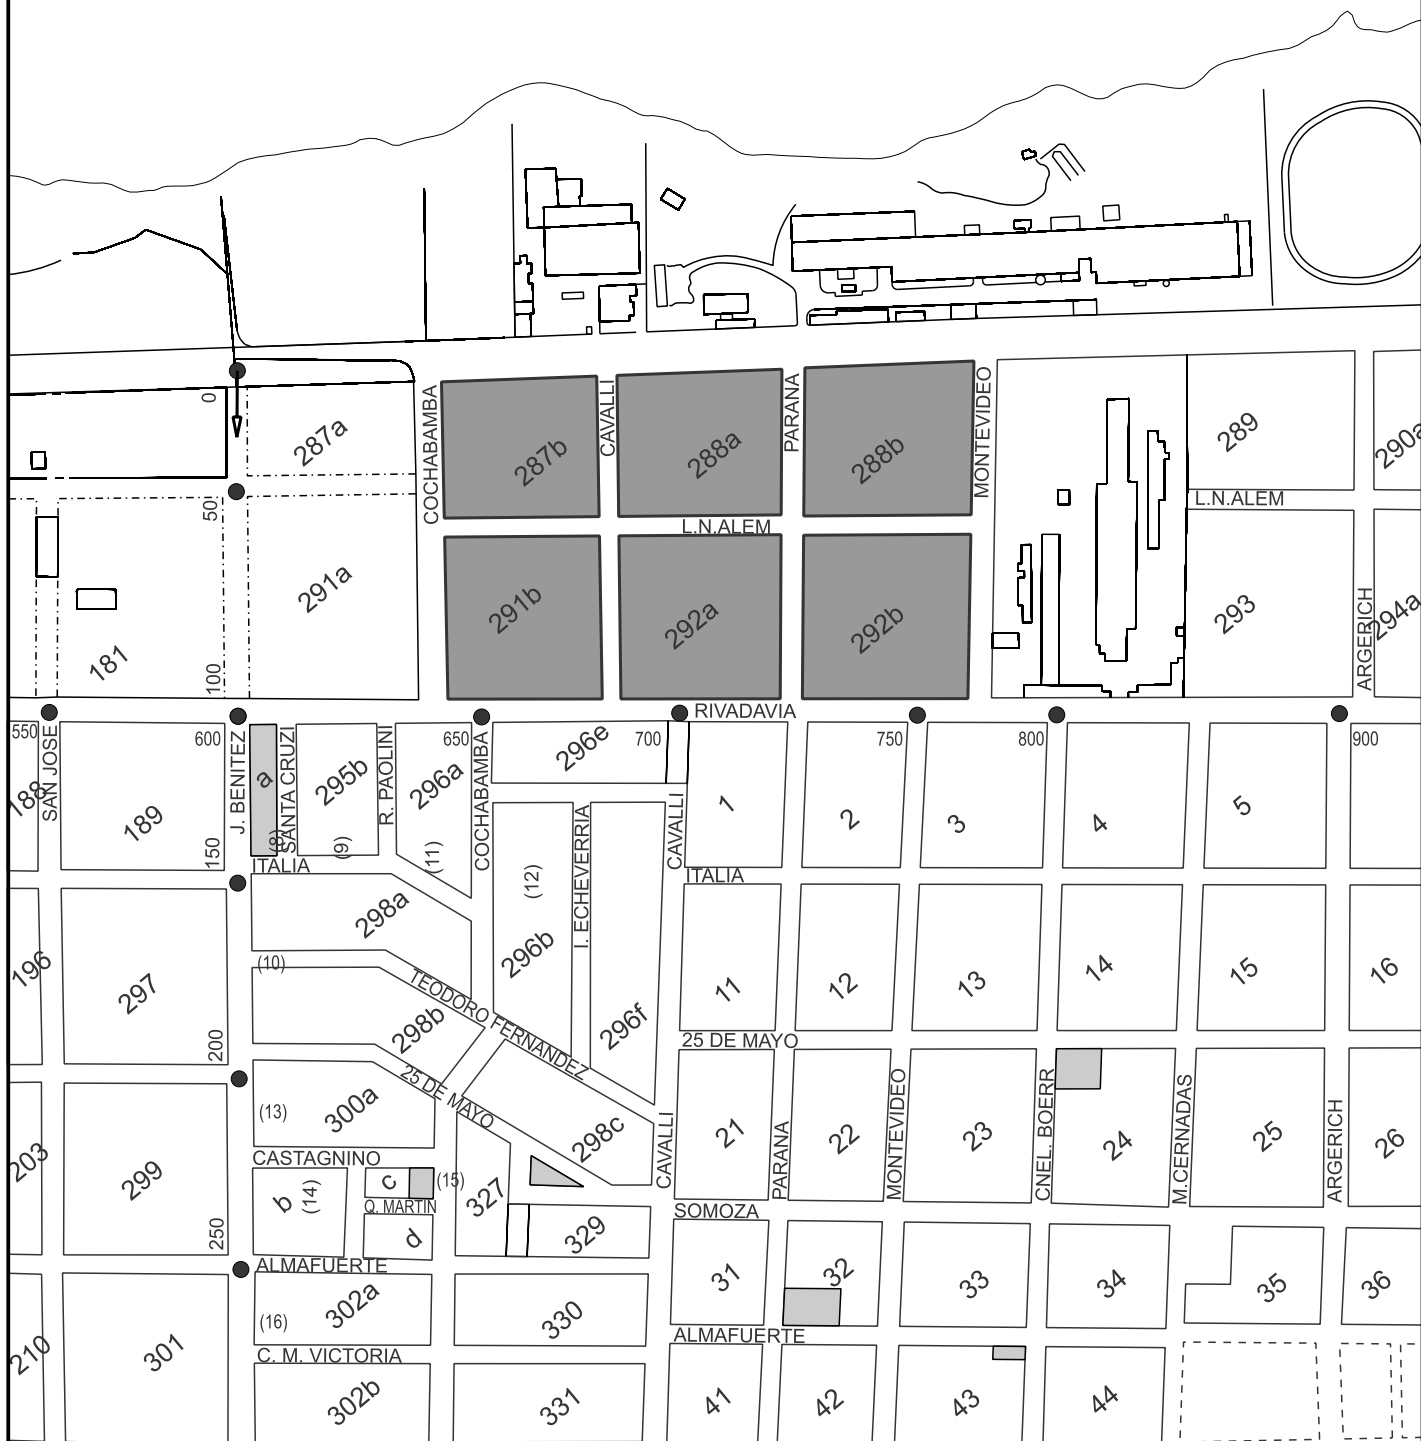 0
287a
COCHABAMBA
287b
CAVALLI
288a
PARANA
288b
MONTEVIDEO
289
290a
L.N.ALEM
L.N.ALEM
50
291a
291b
292a
292b
293
ARGERICH
294a
181
100
RIVADAVIA
550
SAN JOSE
600
J. BENITEZ
a
(8)
SANTA CRUZI
295b
(9)
R. PAOLINI
296a
(11)
650
COCHABAMBA
296e
700
CAVALLI
1
2
750
3
800
4
5
900
188
189
150
ITALIA
ITALIA
298a
(10)
(12)
296b
I. ECHEVERRIA
296f
196
297
200
TEODORO FERNANDEZ
298b
11
12
13
14
15
16
25 DE MAYO
25 DE MAYO
300a
(13)
298c
CAVALLI
21
PARANA
22
MONTEVIDEO
23
CNEL. BOERR
24
M.CERNADAS
25
ARGERICH
26
203
299
CASTAGNINO
b
(14)
c
(15)
Q. MARTIN
d
327
329
SOMOZA
250
ALMAFUERTE
31
32
33
34
35
36
302a
(16)
330
ALMAFUERTE
210
301
C. M. VICTORIA
302b
331
41
42
43
44